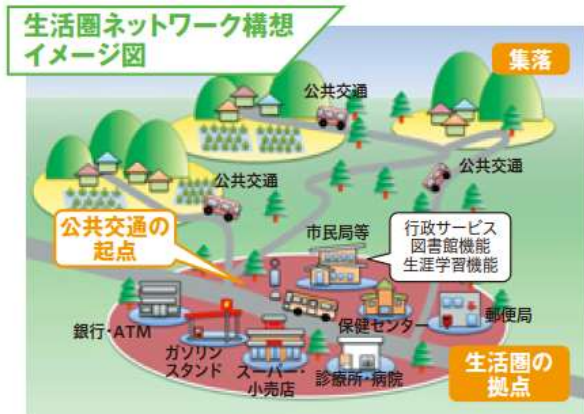 生活圏ネットワーク構想
イメージ図
集落
公共交通
公共交通
公共交通
公共交通の
起点
市民局等
行政サービス
図書館機能
生涯学習機能
銀行・ATM
ガソリン
スタンド
スーパー・
小売店
診療所・病院
保健センター
郵便局
生活圏の
拠点